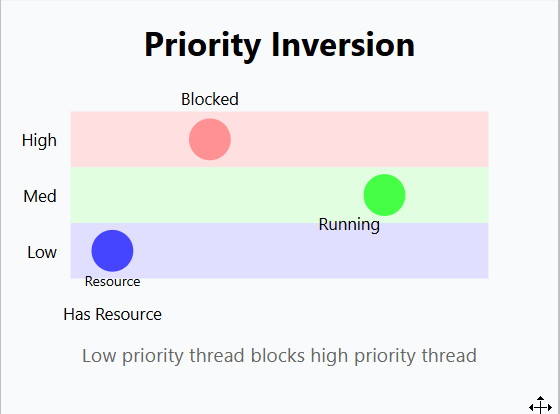 Priority Inversion
Blocked
High
Med
Running
Low
Resource
Has Resource
Low priority thread blocks high priority thread